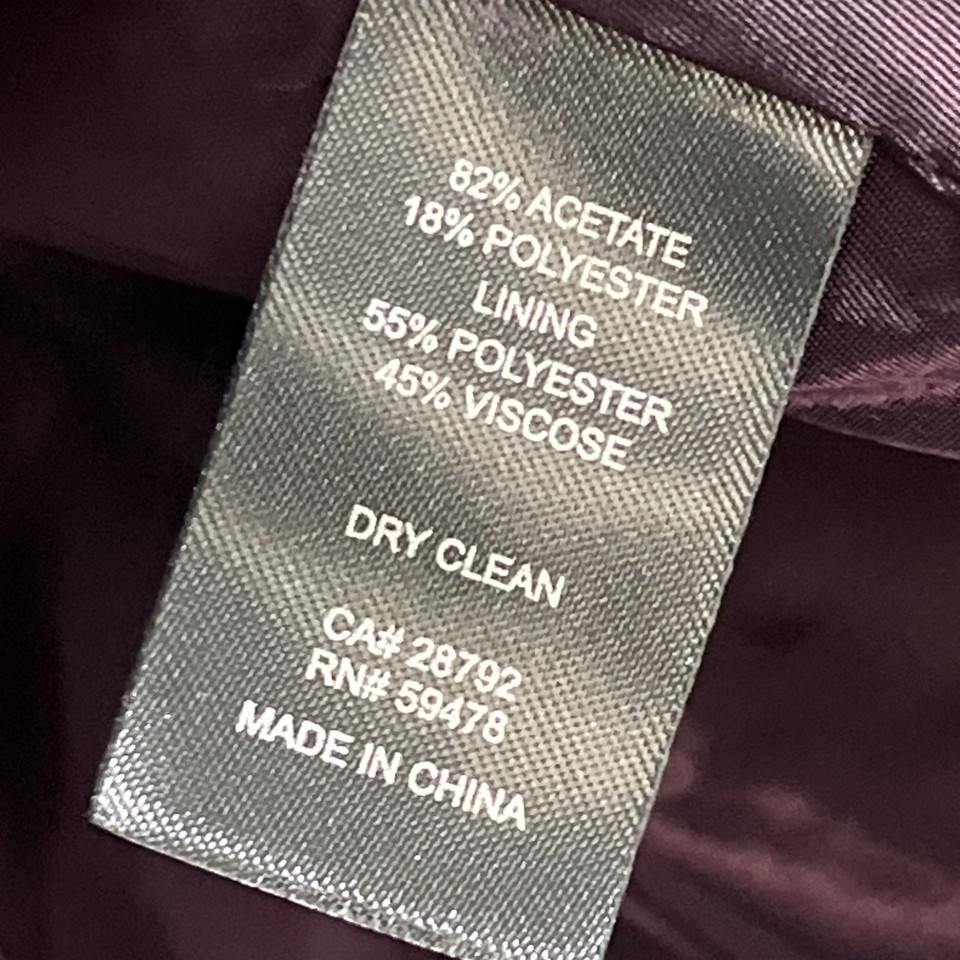 82% ACETATE
18% POLYESTER
LINING
55% POLYESTER
45% VISCOSE
DRY CLEAN
CA# 28792
RN# 59478
MADE IN CHINA